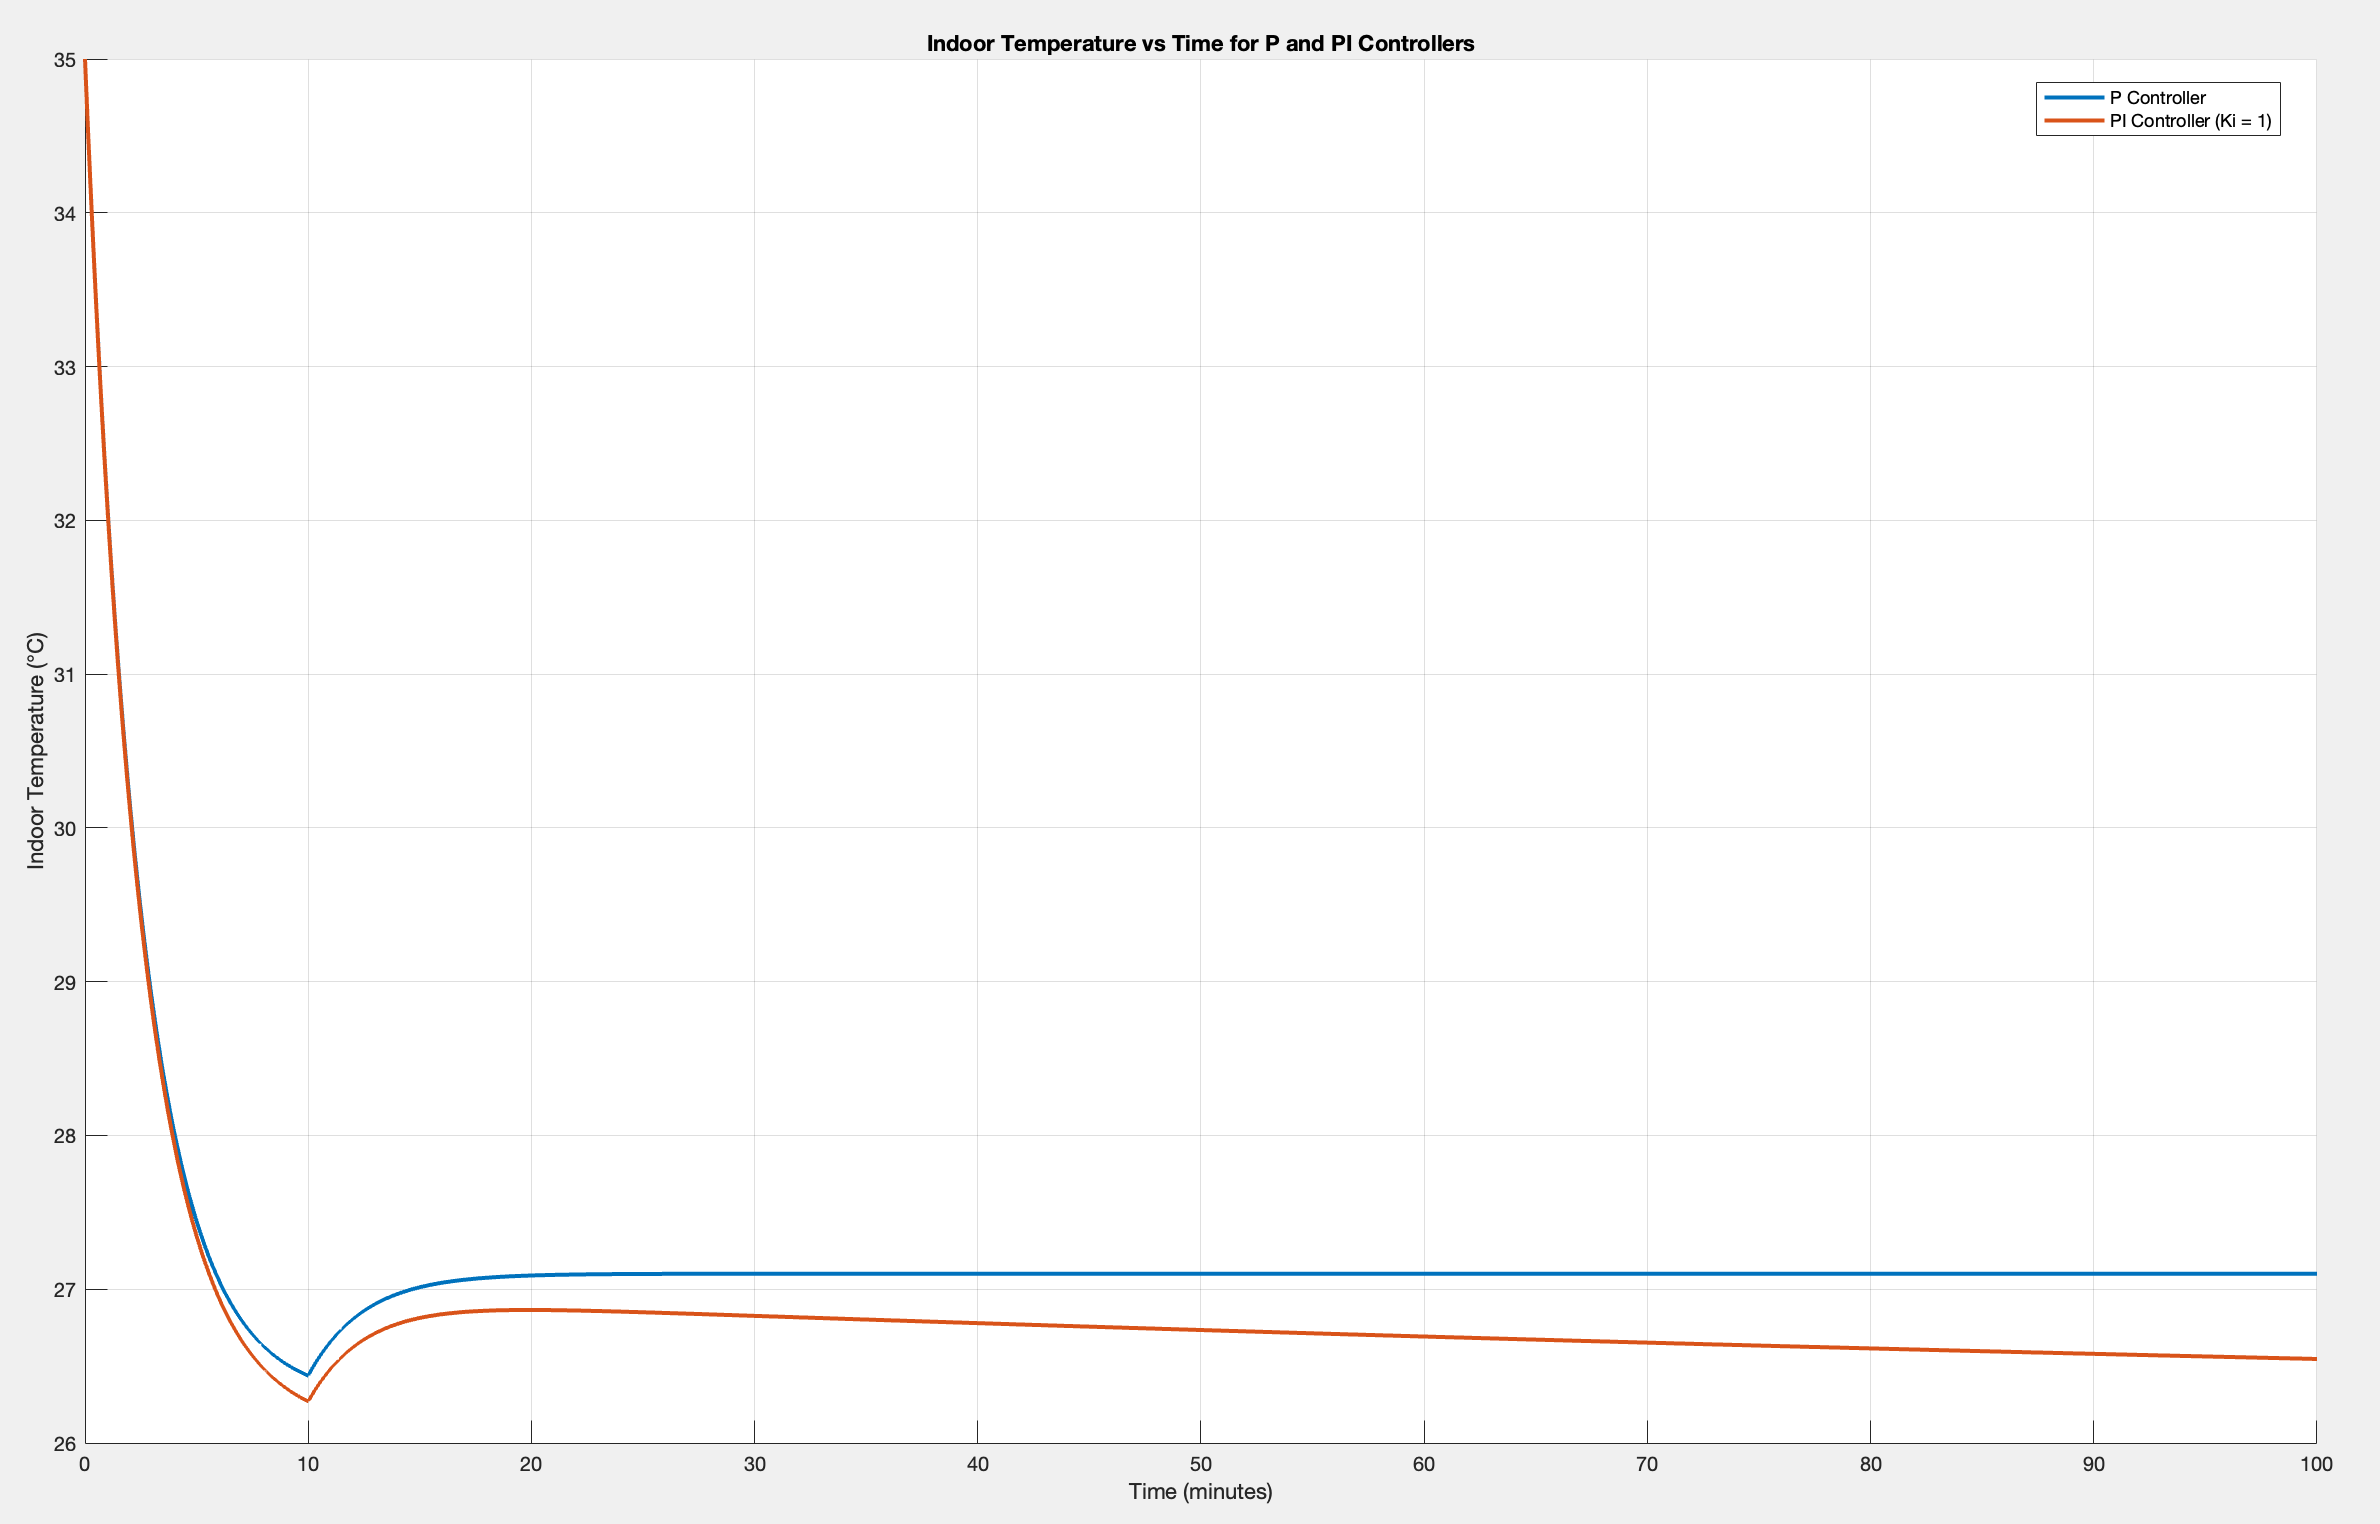 Indoor Temperature vs Time for P and PI Controllers
P Controller
PI Controller (Ki = 1)
Indoor Temperature (°C)
35
34
33
32
31
30
29
28
27
26
0 10 20 30 40 50 60 70 80 90 100
Time (minutes)